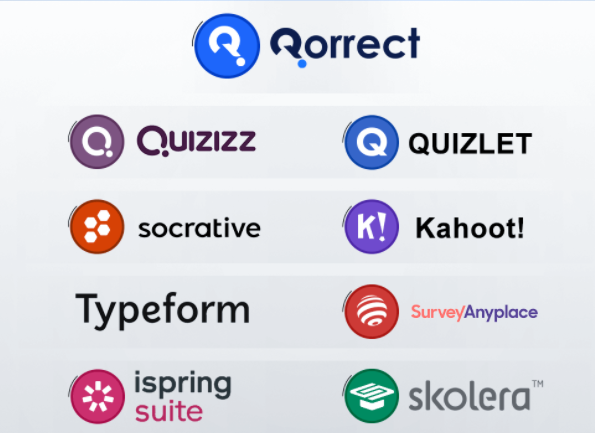 Qorrect
QUIZIZZ
QUIZLET
socrative
K! Kahoot!
Typeform
SurveyAnyplace
ispring
suite
skolera™